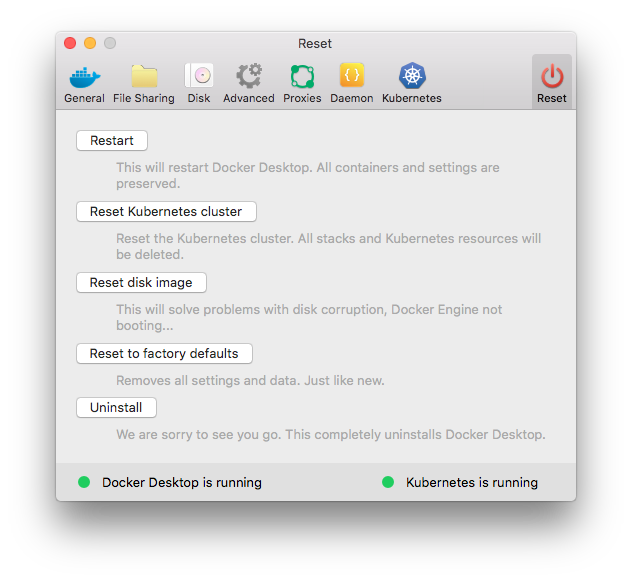 Reset
General File Sharing Disk Advanced Proxies Daemon Kubernetes Reset
Restart
This will restart Docker Desktop. All containers and settings are
preserved.
Reset Kubernetes cluster
Reset the Kubernetes cluster. All stacks and Kubernetes resources will
be deleted.
Reset disk image
This will solve problems with disk corruption, Docker Engine not
booting...
Reset to factory defaults
Removes all settings and data. Just like new.
Uninstall
We are sorry to see you go. This completely uninstalls Docker Desktop.
Docker Desktop is running Kubernetes is running